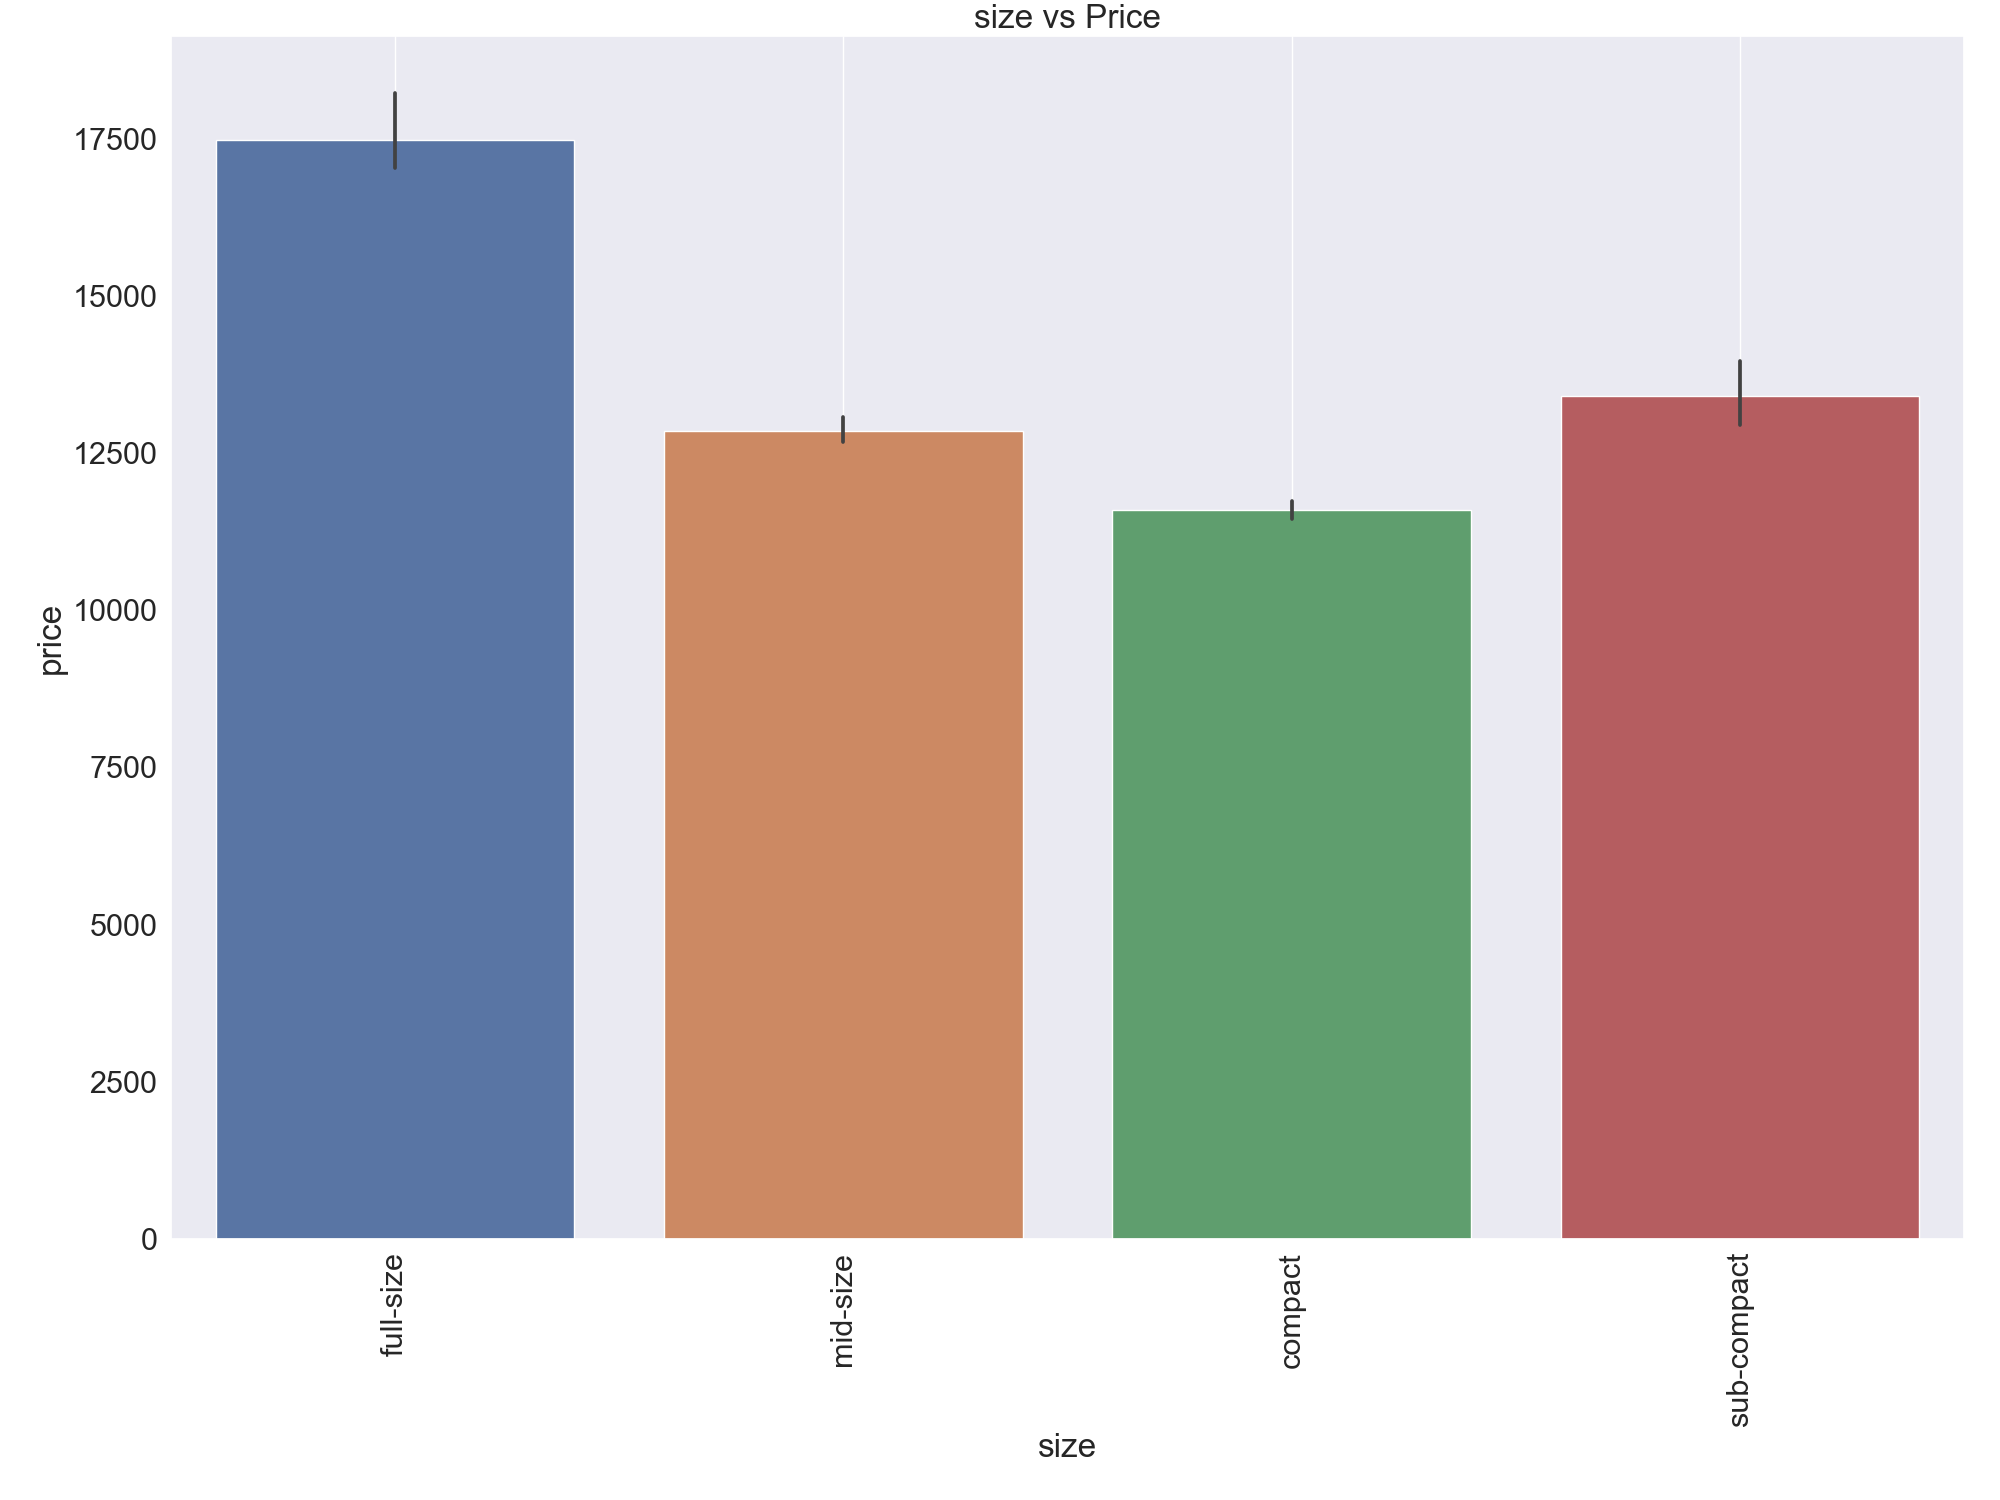 size vs Price
17500
15000
12500
10000
7500
5000
2500
0
price
full-size
mid-size
compact
sub-compact
size